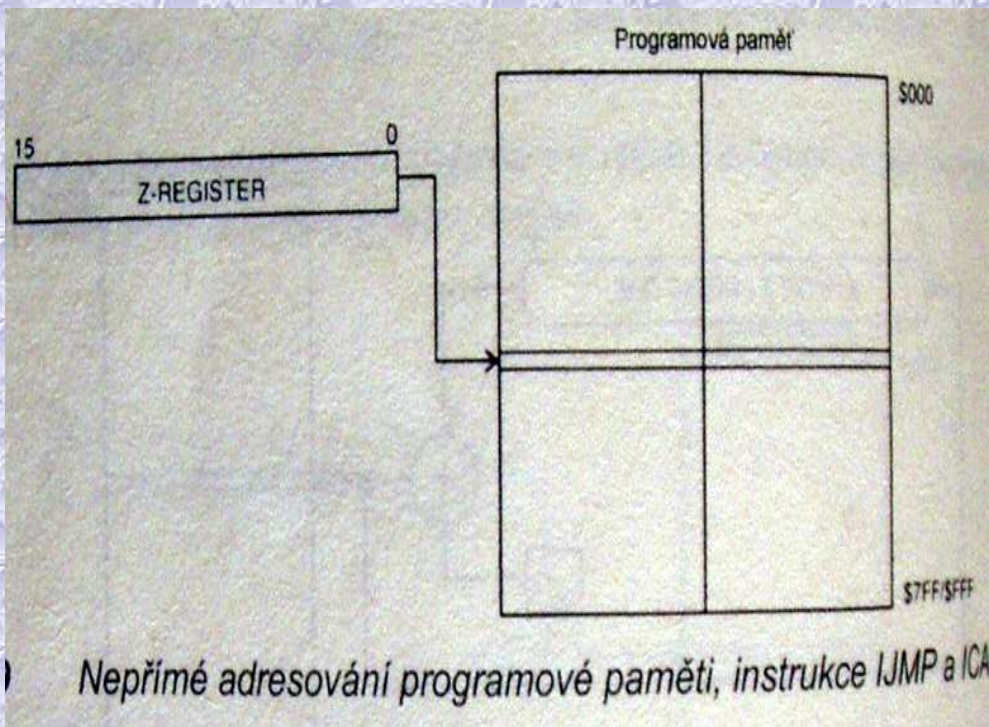 Programová paměť
$000
15 0
Z-REGISTER
$7FF/$FFF
Nepřímé adresování programové paměti, instrukce IJMP a ICA